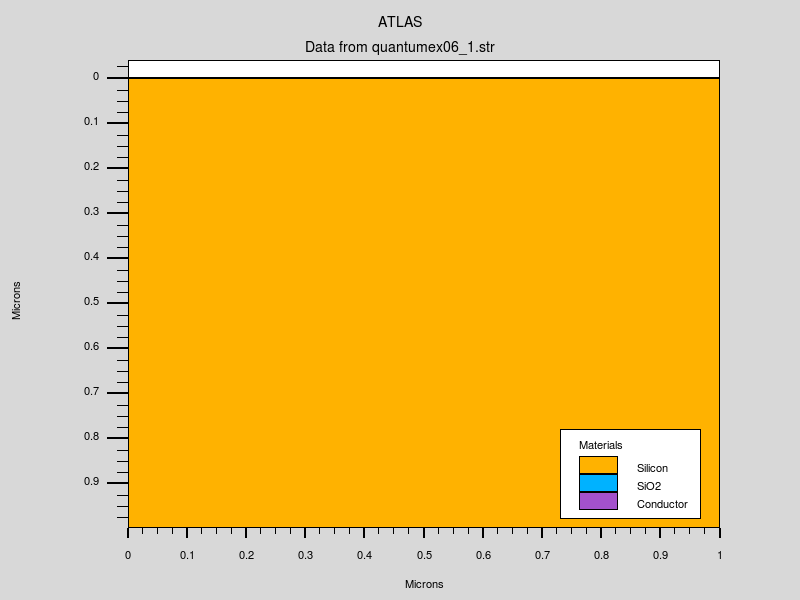 ATLAS
Data from quantumex06_1.str
0
0.1
0.2
0.3
0.4
0.5
0.6
0.7
0.8
0.9
Microns
Materials
Silicon
SiO2
Conductor
0 0.1 0.2 0.3 0.4 0.5 0.6 0.7 0.8 0.9 1
Microns